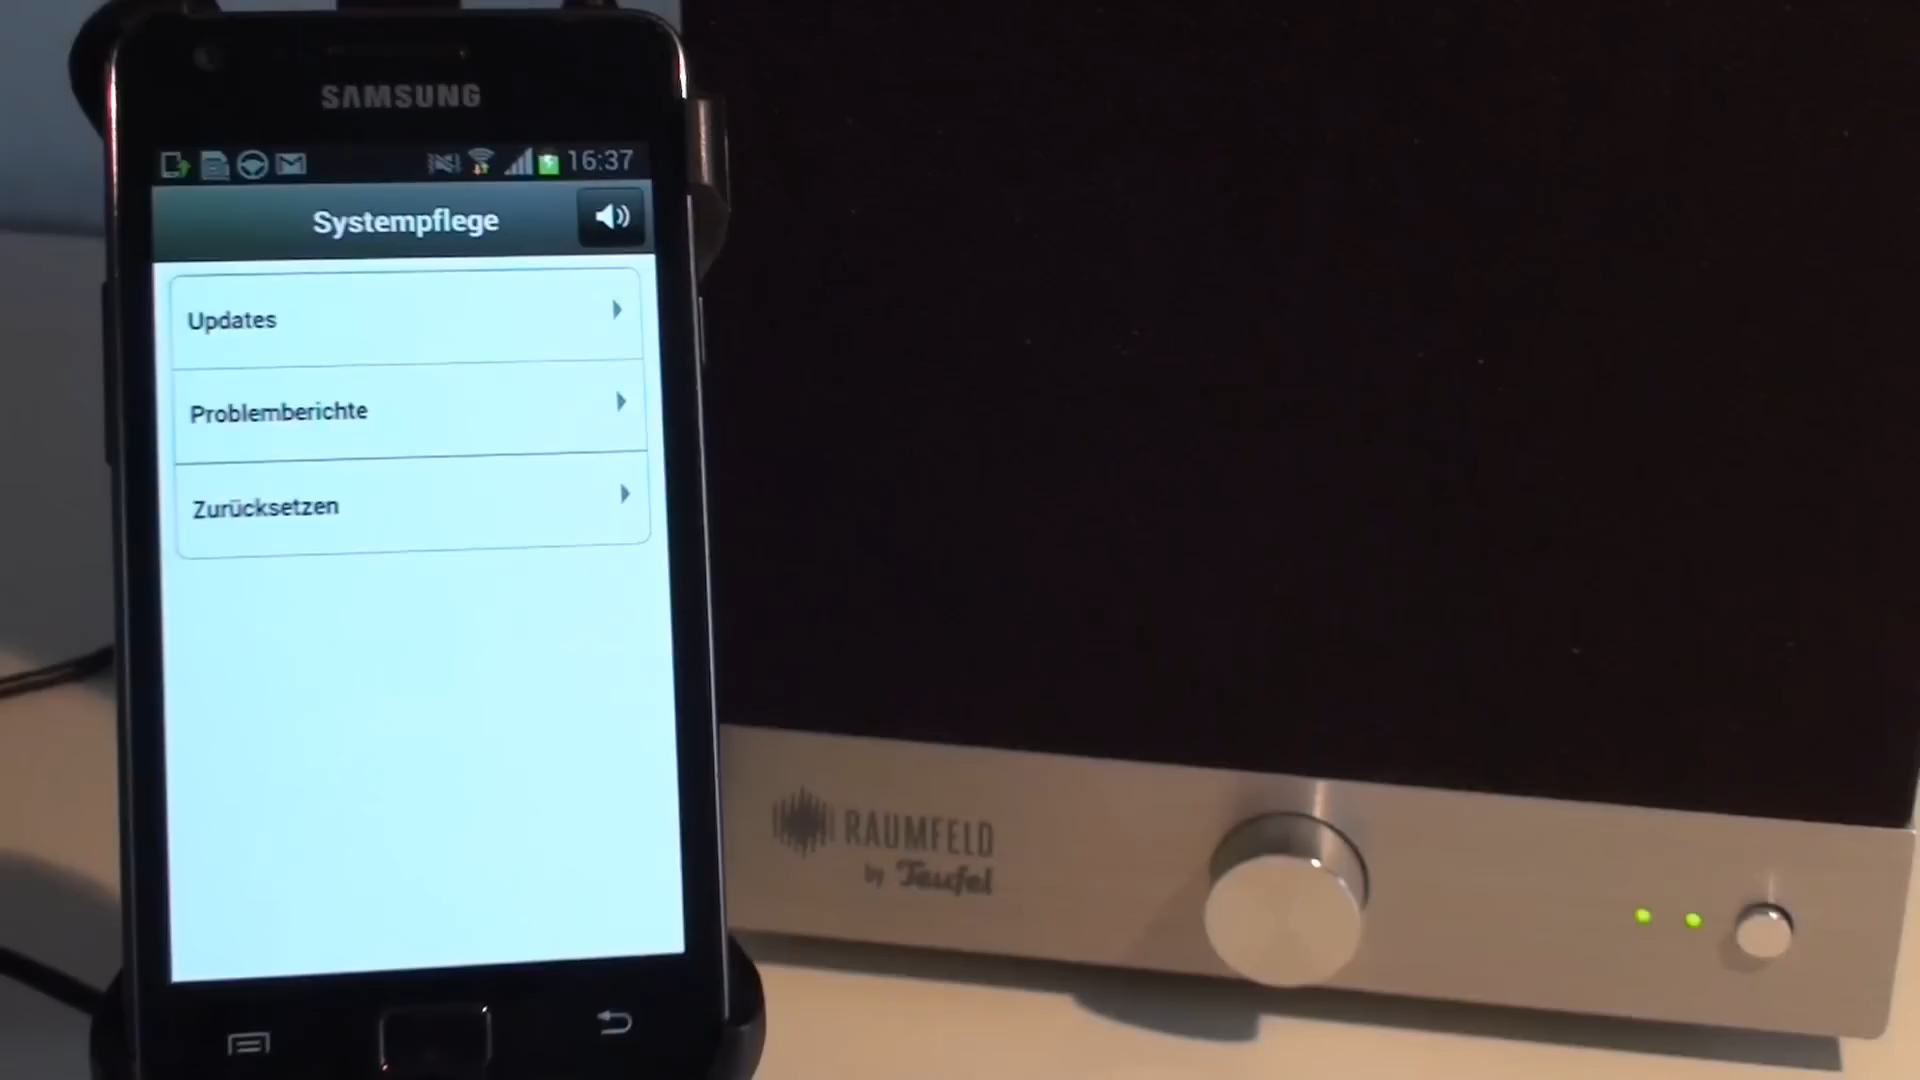 SAMSUNG
16:37
Systempflege
Updates
Problemberichte
Zurücksetzen
RAUMFELD
by Teufel